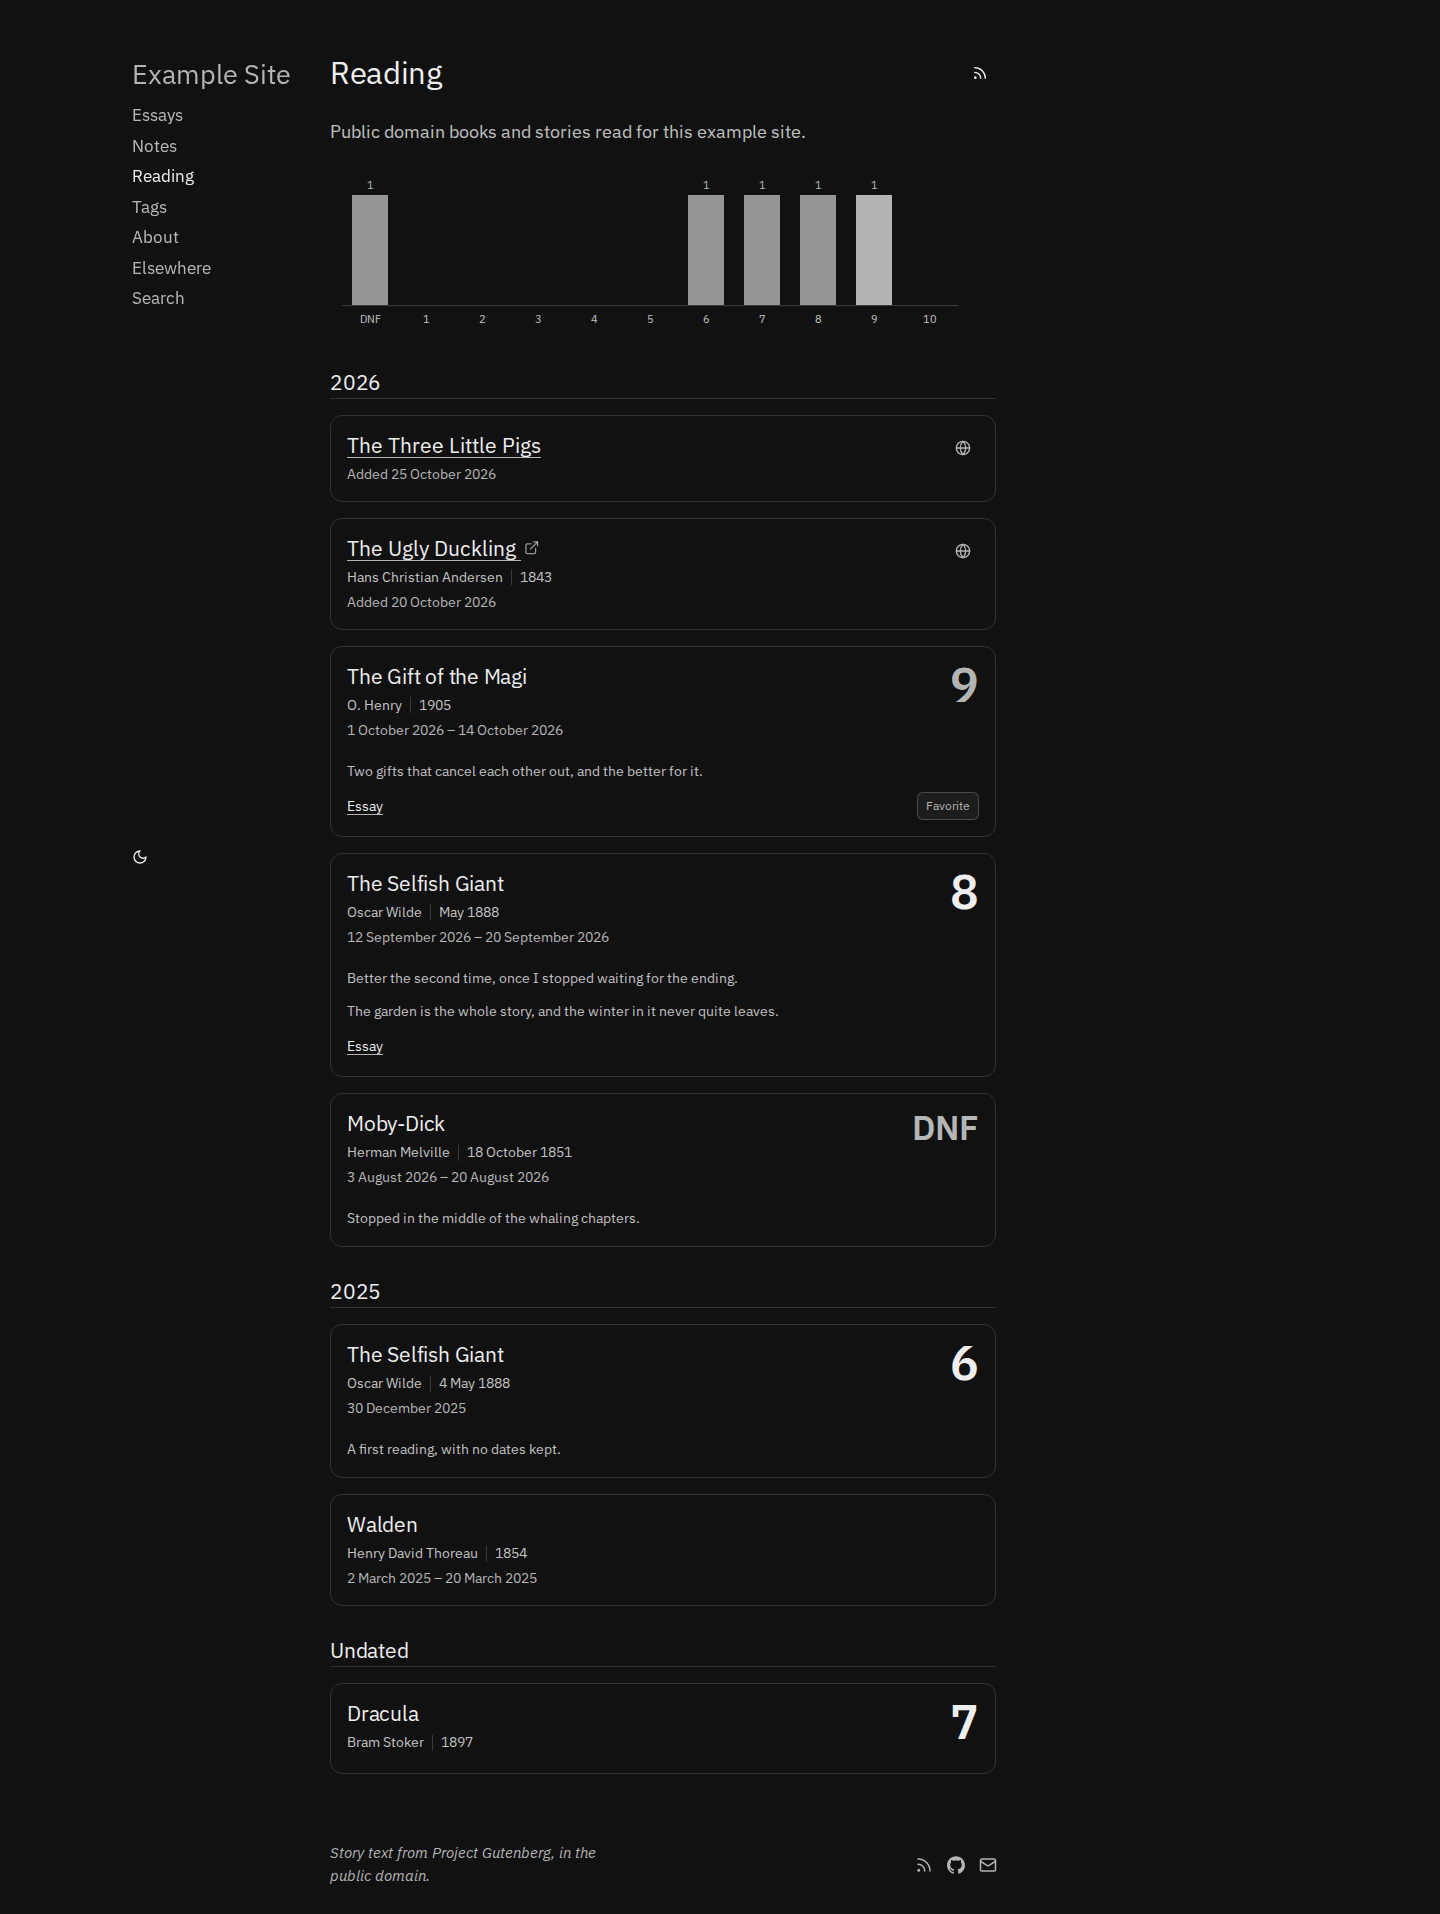 Example Site
Essays
Notes
Reading
Tags
About
Elsewhere
Search
Reading
Public domain books and stories read for this example site.
1 1 1 1 1
DNF 1 2 3 4 5 6 7 8 9 10
2026
The Three Little Pigs
Added 25 October 2026
The Ugly Duckling
Hans Christian Andersen | 1843
Added 20 October 2026
The Gift of the Magi
9
O. Henry | 1905
1 October 2026 – 14 October 2026
Two gifts that cancel each other out, and the better for it.
Essay
Favorite
The Selfish Giant
8
Oscar Wilde | May 1888
12 September 2026 – 20 September 2026
Better the second time, once I stopped waiting for the ending.
The garden is the whole story, and the winter in it never quite leaves.
Essay
Moby-Dick
DNF
Herman Melville | 18 October 1851
3 August 2026 – 20 August 2026
Stopped in the middle of the whaling chapters.
2025
The Selfish Giant
6
Oscar Wilde | 4 May 1888
30 December 2025
A first reading, with no dates kept.
Walden
Henry David Thoreau | 1854
2 March 2025 – 20 March 2025
Undated
Dracula
7
Bram Stoker | 1897
Story text from Project Gutenberg, in the
public domain.